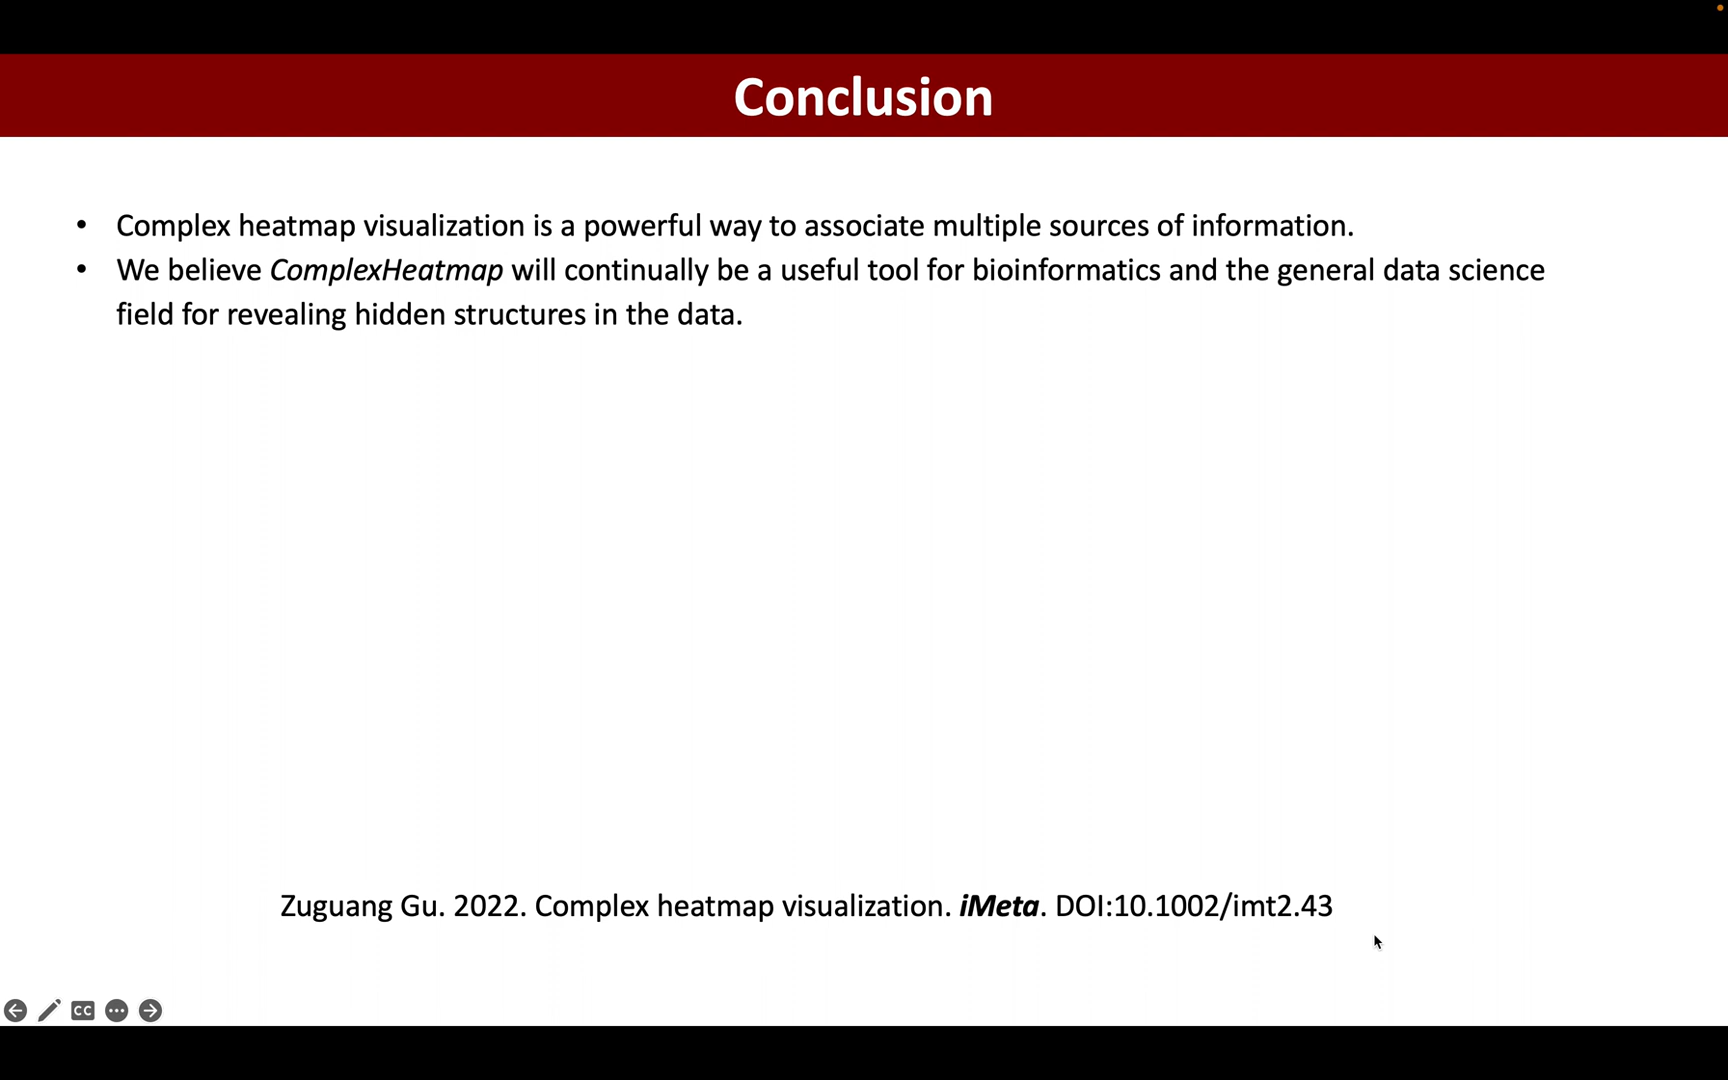 Conclusion
• Complex heatmap visualization is a powerful way to associate multiple sources of information.
• We believe ComplexHeatmap will continually be a useful tool for bioinformatics and the general data science
field for revealing hidden structures in the data.
Zuguang Gu. 2022. Complex heatmap visualization. iMeta. DOI:10.1002/imt2.43
CC